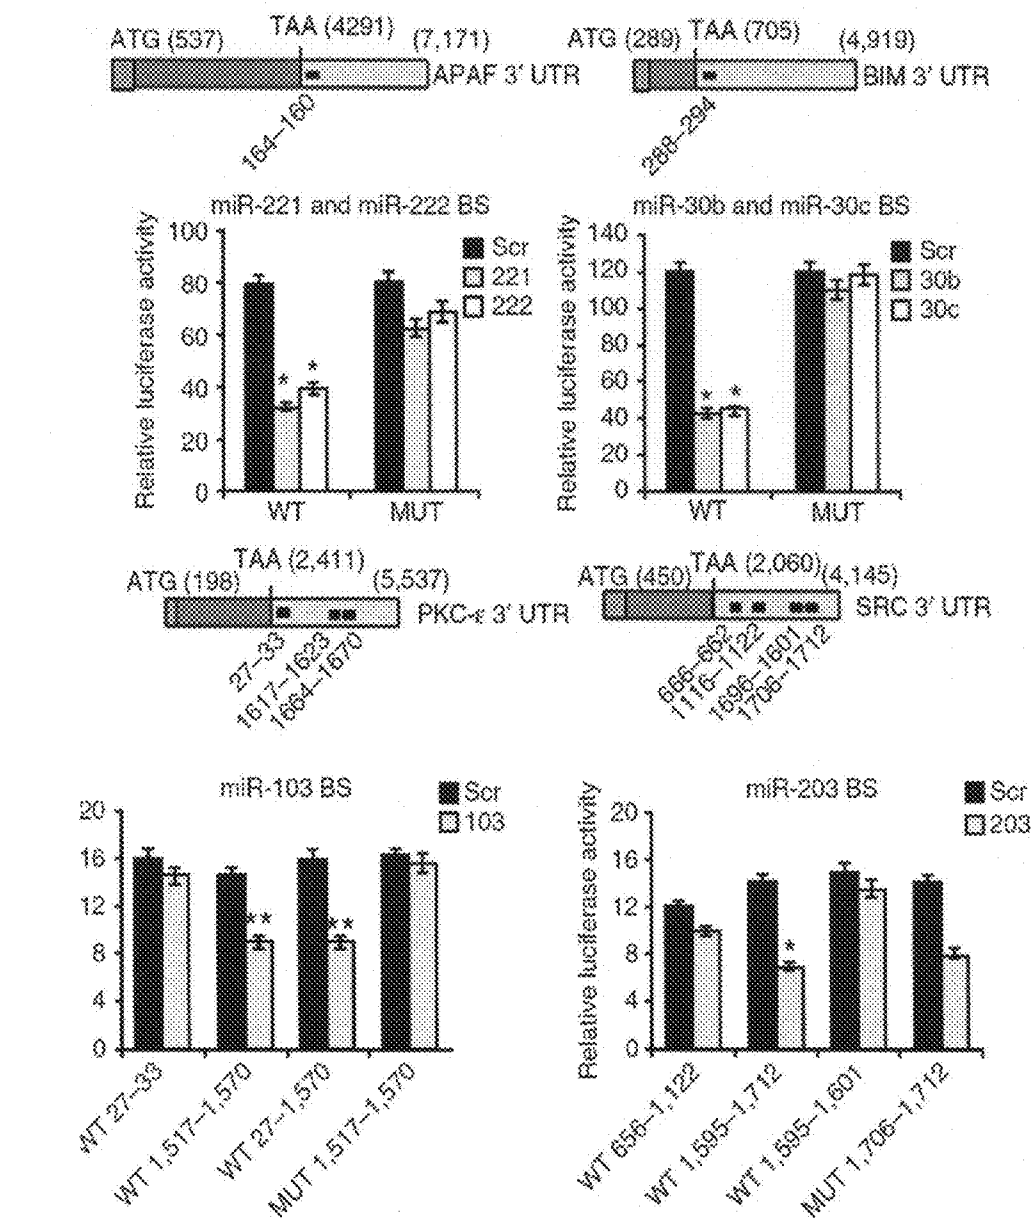 ATG (537) TAA (4291) (7,171)
APAF 3′ UTR
164–160
ATG (289) TAA (705) (4,919)
BIM 3′ UTR
288–294
miR-221 and miR-222 BS
Relative luciferase activity
100
80
60
40
20
0
Scr
221
222
* *
WT MUT
miR-30b and miR-30c BS
Relative luciferase activity
140
120
100
80
60
40
20
0
Scr
30b
30c
* *
WT MUT
ATG (198) TAA (2,411) (5,537)
PKC-ε 3′ UTR
27–33
1617–1623
1664–1670
ATG (450) TAA (2,060) (4,145)
SRC 3′ UTR
666–662
1116–1122
1696–1601
1706–1712
miR-103 BS
20
16
12
8
4
0
Scr
103
** **
WT 27–33
WT 1,517–1,570
WT 27–1,570
MUT 1,517–1,570
miR-203 BS
Relative luciferase activity
20
16
12
8
4
0
Scr
203
*
WT 656–1,122
WT 1,595–1,712
WT 1,595–1,601
MUT 1,706–1,712